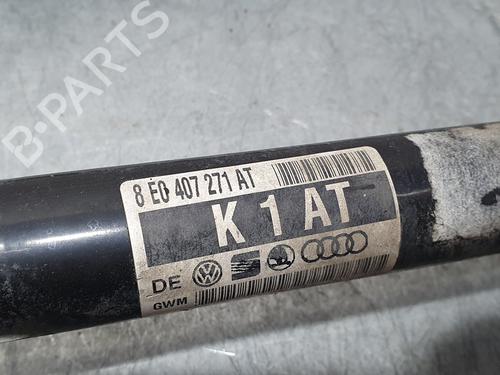 B-PARTS
8 E0 407 271 AT
K 1 AT
DE
GWM